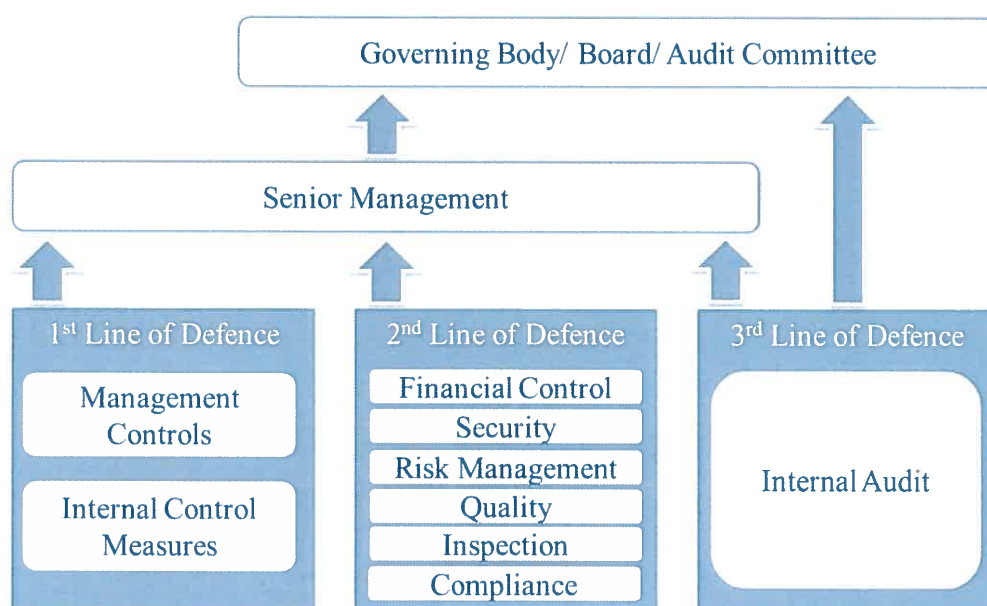 Governing Body/ Board/ Audit Committee
Senior Management
1st Line of Defence
Management
Controls
Internal Control
Measures
2nd Line of Defence
Financial Control
Security
Risk Management
Quality
Inspection
Compliance
3rd Line of Defence
Internal Audit